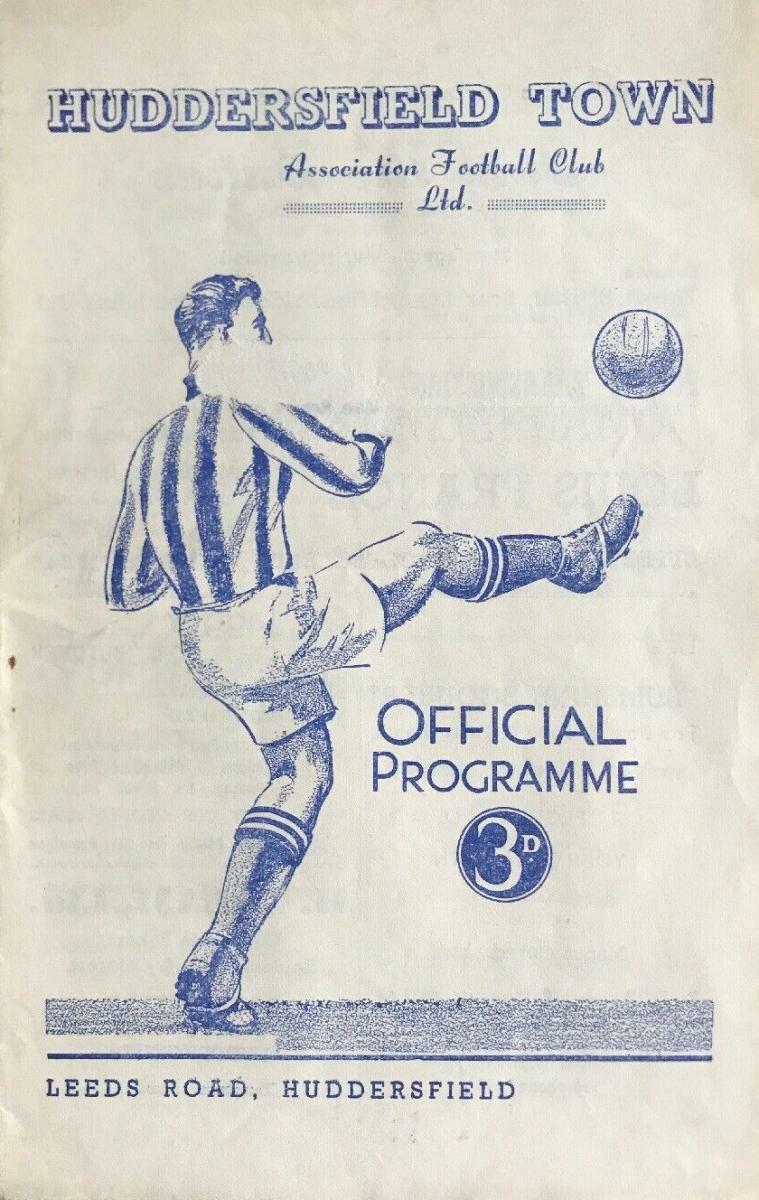 HUDDERSFIELD TOWN
Association Football Club
Ltd.
OFFICIAL
PROGRAMME
3D
LEEDS ROAD, HUDDERSFIELD